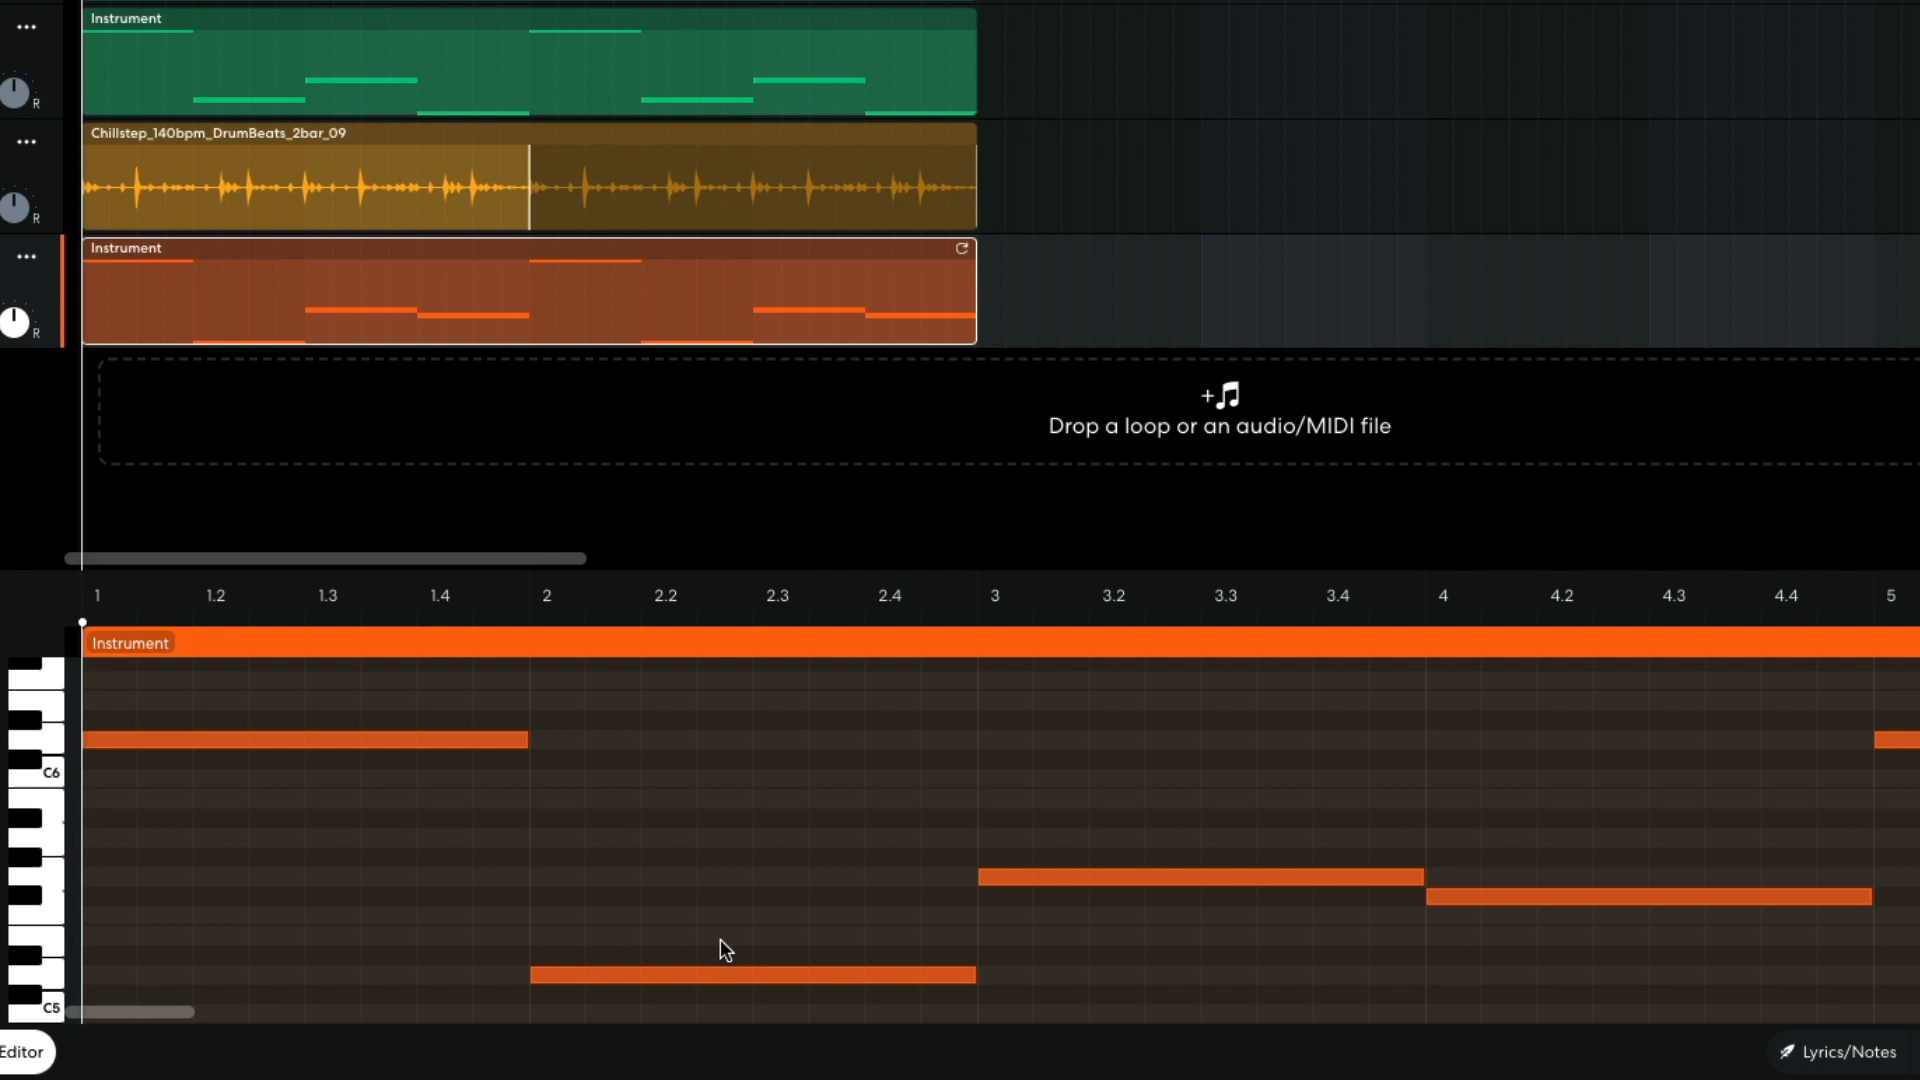 Instrument
R
Chillstep_140bpm_DrumBeats_2bar_09
R
Instrument
R
Drop a loop or an audio/MIDI file
1 1.2 1.3 1.4 2 2.2 2.3 2.4 3 3.2 3.3 3.4 4 4.2 4.3 4.4 5
Instrument
C6
C5
Editor
Lyrics/Notes